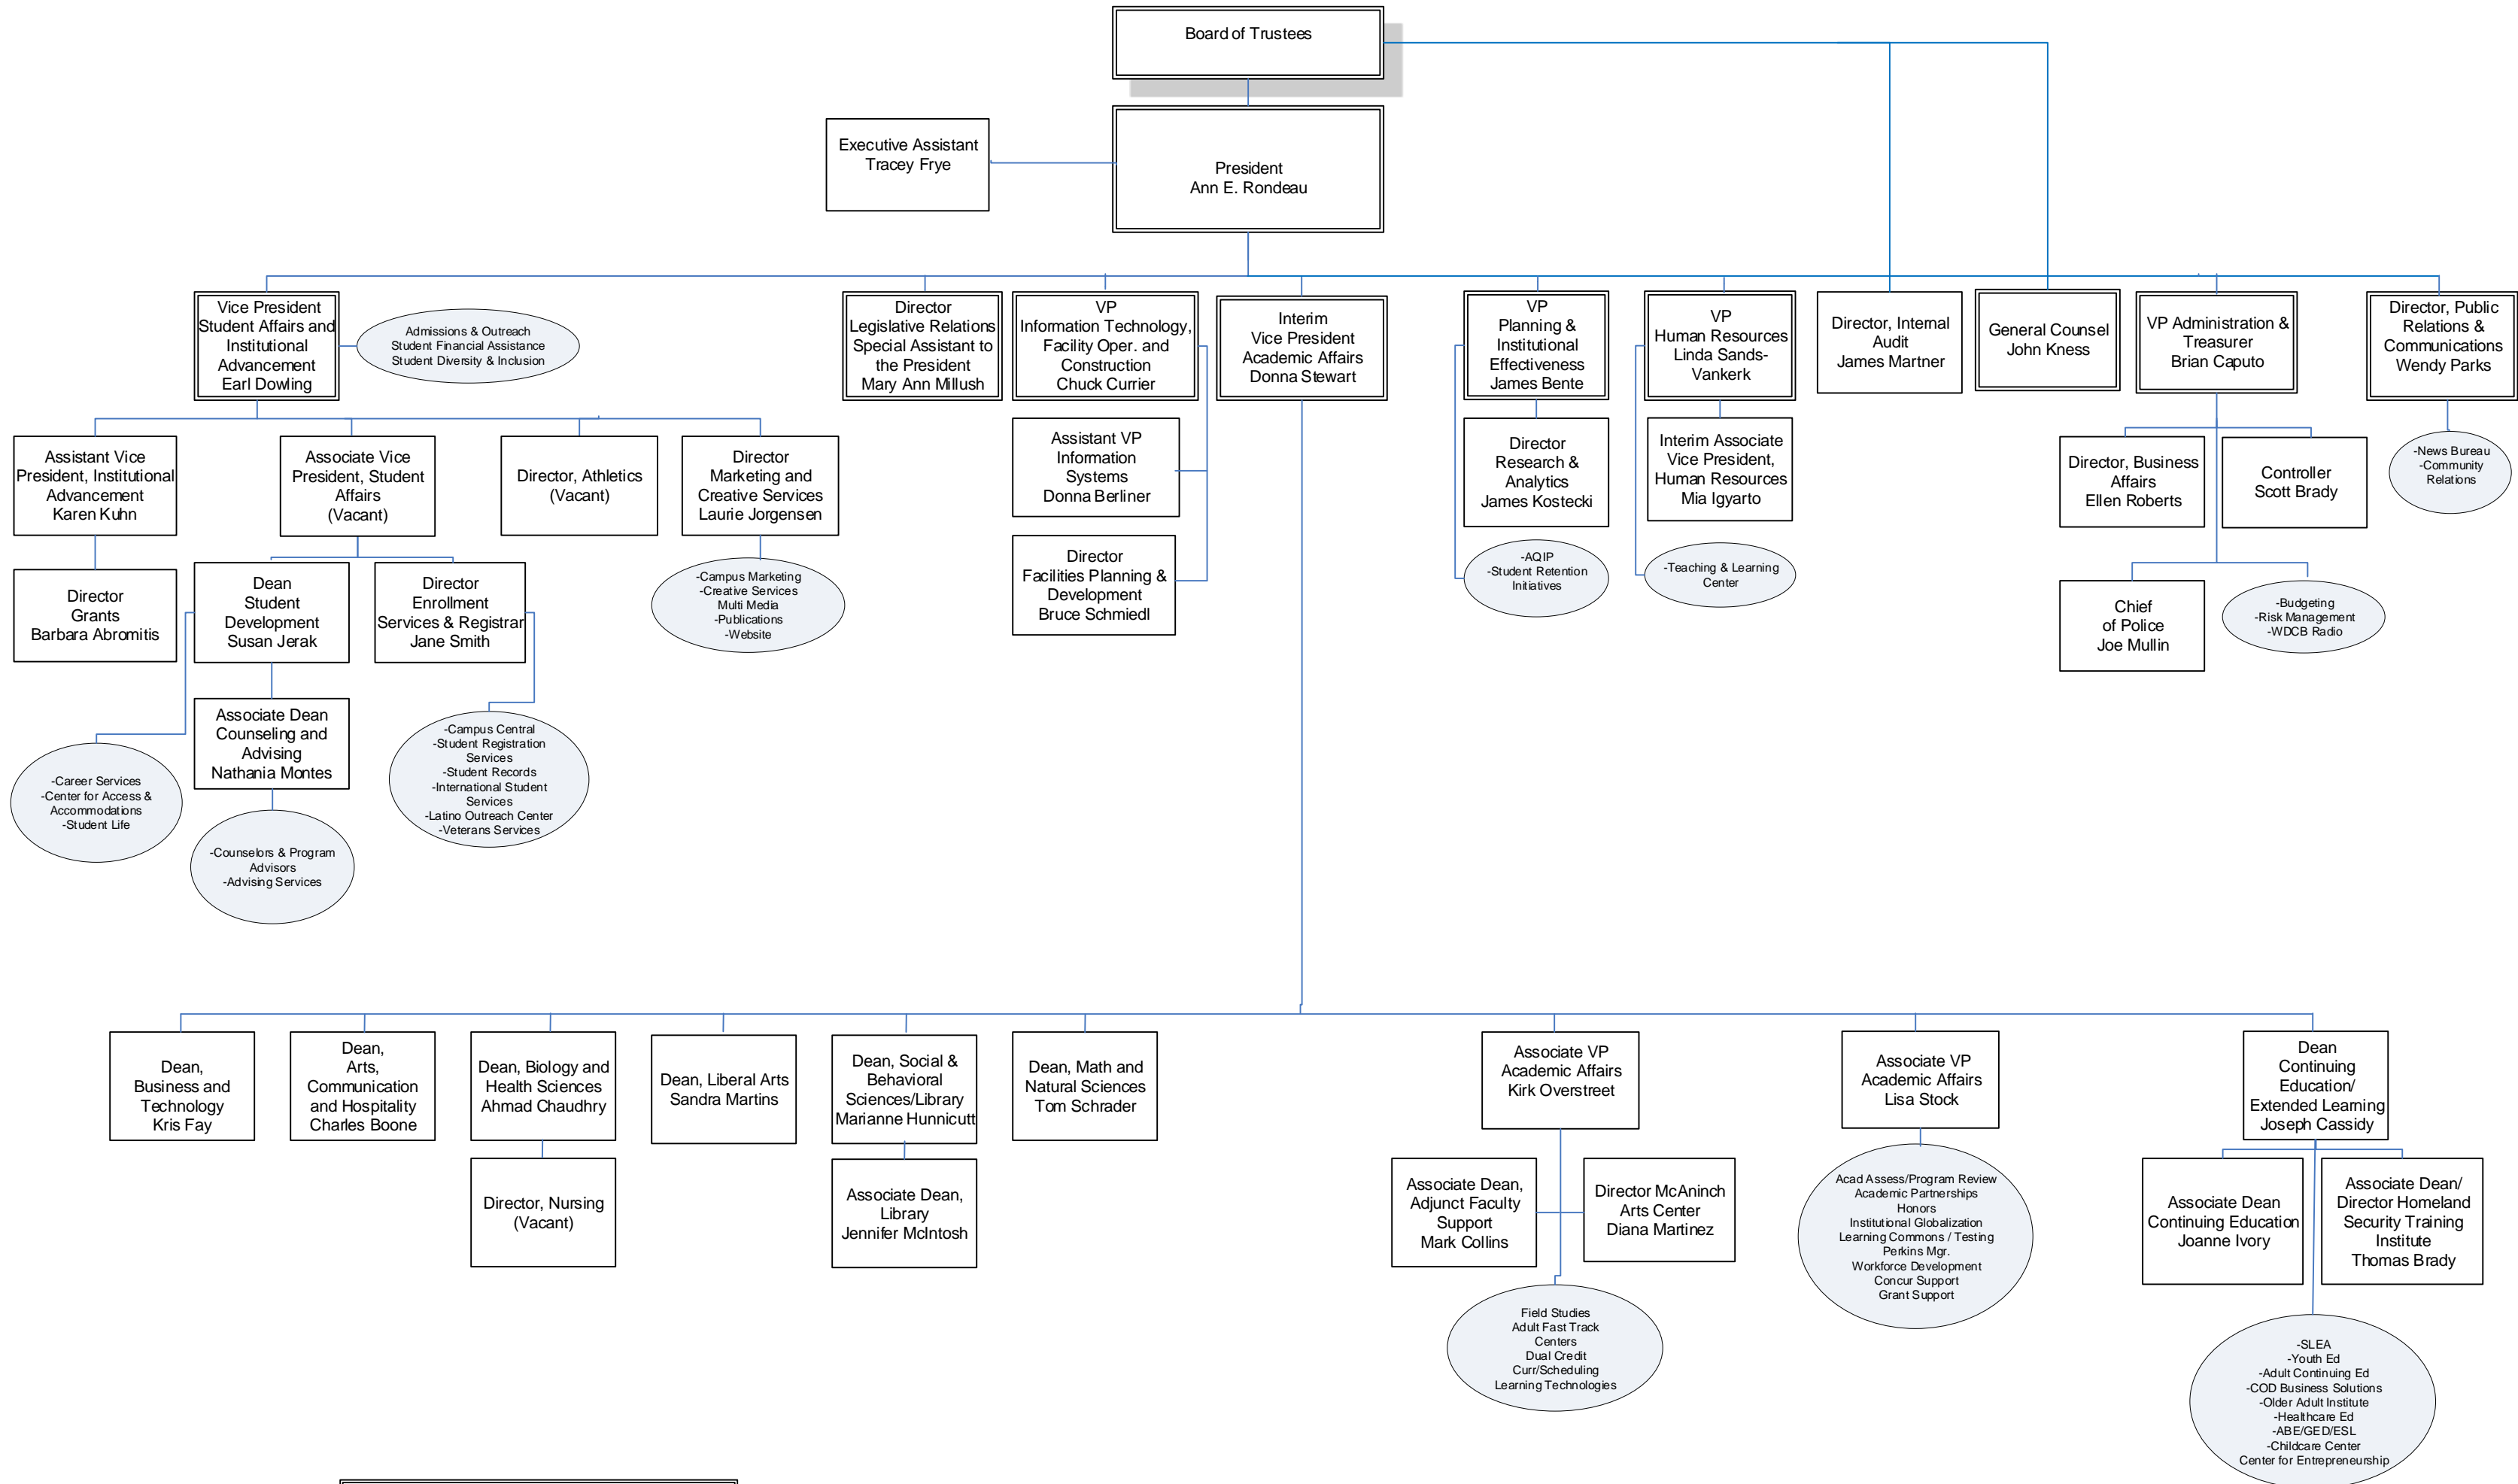 Board of Trustees
Executive Assistant
Tracey Frye
President
Ann E. Rondeau
Vice President
Student Affairs and
Institutional
Advancement
Earl Dowling
Admissions & Outreach
Student Financial Assistance
Student Diversity & Inclusion
Director
Legislative Relations
Special Assistant to
the President
Mary Ann Millush
VP
Information Technology,
Facility Oper. and
Construction
Chuck Currier
Interim
Vice President
Academic Affairs
Donna Stewart
VP
Planning &
Institutional
Effectiveness
James Bente
VP
Human Resources
Linda Sands-
Vankerk
Director, Internal
Audit
James Martner
General Counsel
John Kness
VP Administration &
Treasurer
Brian Caputo
Director, Public
Relations &
Communications
Wendy Parks
Assistant Vice
President, Institutional
Advancement
Karen Kuhn
Associate Vice
President, Student
Affairs
(Vacant)
Director, Athletics
(Vacant)
Director
Marketing and
Creative Services
Laurie Jorgensen
Assistant VP
Information
Systems
Donna Berliner
Director
Research &
Analytics
James Kostecki
Interim Associate
Vice President,
Human Resources
Mia Igyarto
Director, Business
Affairs
Ellen Roberts
Controller
Scott Brady
-News Bureau
-Community
Relations
Director
Grants
Barbara Abromitis
Dean
Student
Development
Susan Jerak
Director
Enrollment
Services & Registrar
Jane Smith
-Campus Marketing
-Creative Services
Multi Media
-Publications
-Website
Director
Facilities Planning &
Development
Bruce Schmiedl
-AQIP
-Student Retention
Initiatives
-Teaching & Learning
Center
Chief
of Police
Joe Mullin
-Budgeting
-Risk Management
-WDCB Radio
-Career Services
-Center for Access &
Accommodations
-Student Life
Associate Dean
Counseling and
Advising
Nathania Montes
-Campus Central
-Student Registration
Services
-Student Records
-International Student
Services
-Latino Outreach Center
-Veterans Services
-Counselors & Program
Advisors
-Advising Services
Dean,
Business and
Technology
Kris Fay
Dean,
Arts,
Communication
and Hospitality
Charles Boone
Dean, Biology and
Health Sciences
Ahmad Chaudhry
Dean, Liberal Arts
Sandra Martins
Dean, Social &
Behavioral
Sciences/Library
Marianne Hunnicutt
Dean, Math and
Natural Sciences
Tom Schrader
Associate VP
Academic Affairs
Kirk Overstreet
Associate VP
Academic Affairs
Lisa Stock
Dean
Continuing
Education/
Extended Learning
Joseph Cassidy
Director, Nursing
(Vacant)
Associate Dean,
Library
Jennifer McIntosh
Associate Dean,
Adjunct Faculty
Support
Mark Collins
Director McAninch
Arts Center
Diana Martinez
Acad Assess/Program Review
Academic Partnerships
Honors
Institutional Globalization
Learning Commons / Testing
Perkins Mgr.
Workforce Development
Concur Support
Grant Support
Associate Dean
Continuing Education
Joanne Ivory
Associate Dean/
Director Homeland
Security Training
Institute
Thomas Brady
Field Studies
Adult Fast Track
Centers
Dual Credit
Curr/Scheduling
Learning Technologies
-SLEA
-Youth Ed
-Adult Continuing Ed
-COD Business Solutions
-Older Adult Institute
-Healthcare Ed
-ABE/GED/ESL
-Childcare Center
Center for Entrepreneurship